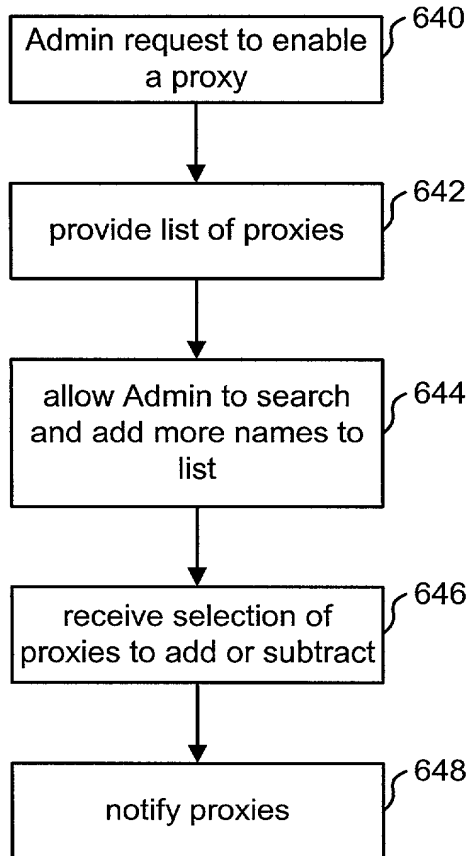 Admin request to enable
a proxy
640
provide list of proxies
642
allow Admin to search
and add more names to
list
644
receive selection of
proxies to add or subtract
646
notify proxies
648